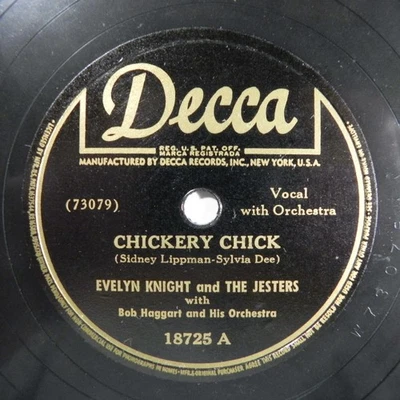 Decca
REG. U.S. PAT. OFF.
MARCA REGISTRADA
MANUFACTURED BY DECCA RECORDS, INC., NEW YORK, U.S.A.
(73079)
Vocal
with Orchestra
CHICKERY CHICK
(Sidney Lippman-Sylvia Dee)
EVELYN KNIGHT and THE JESTERS
with
Bob Haggart and His Orchestra
18725 A